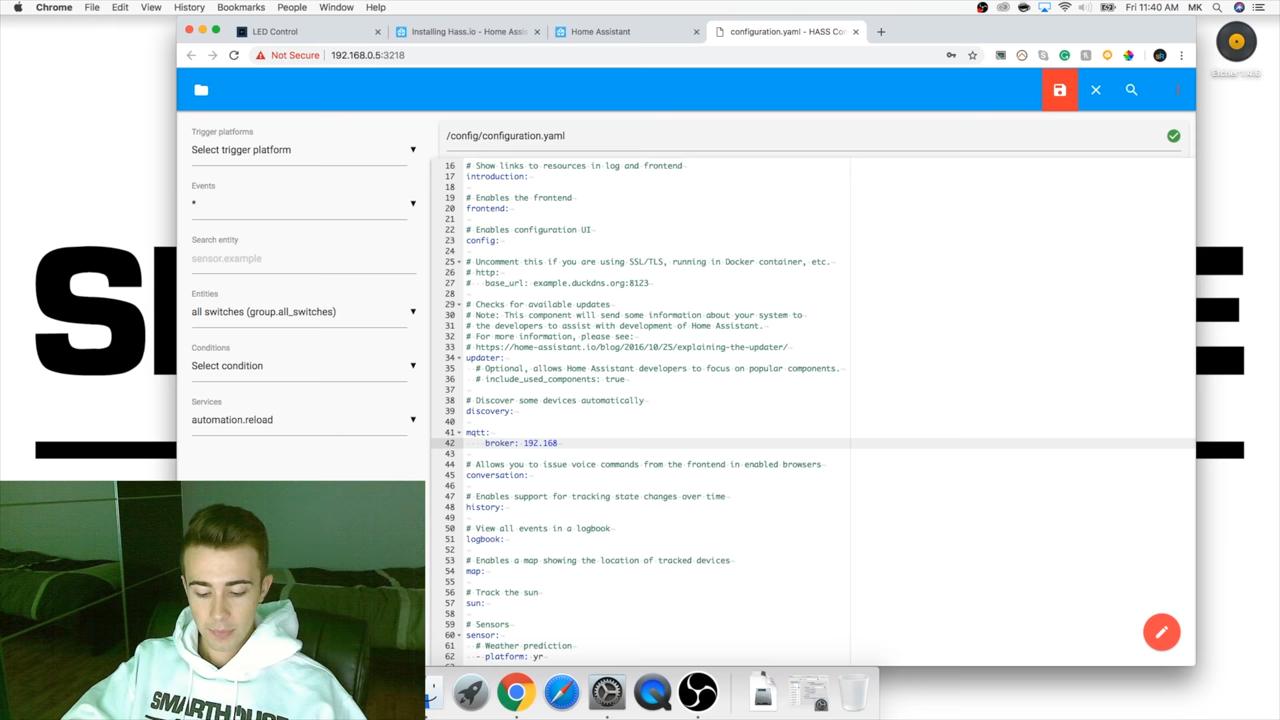 Chrome File Edit View History Bookmarks People Window Help
Fri 11:40 AM MK
LED Control
Installing Hass.io - Home Assis
Home Assistant
configuration.yaml - HASS Con
Not Secure 192.168.0.5:3218
Etcher 1.4.6
Trigger platforms
Select trigger platform
Events
*
Search entity
sensor.example
Entities
all switches (group.all_switches)
Conditions
Select condition
Services
automation.reload
/config/configuration.yaml
16 # Show links to resources in log and frontend
17 introduction:
18
19 # Enables the frontend
20 frontend:
21
22 # Enables configuration UI
23 config:
24
25 # Uncomment this if you are using SSL/TLS, running in Docker container, etc.
26 # http:
27 # base_url: example.duckdns.org:8123
28
29 # Checks for available updates
30 # Note: This component will send some information about your system to
31 # the developers to assist with development of Home Assistant.
32 # For more information, please see:
33 # https://home-assistant.io/blog/2016/10/25/explaining-the-updater/
34 updater:
35 # Optional, allows Home Assistant developers to focus on popular components.
36 # include_used_components: true
37
38 # Discover some devices automatically
39 discovery:
40
41 mqtt:
42 broker: 192.168
43
44 # Allows you to issue voice commands from the frontend in enabled browsers
45 conversation:
46
47 # Enables support for tracking state changes over time
48 history:
49
50 # View all events in a logbook
51 logbook:
52
53 # Enables a map showing the location of tracked devices
54 map:
55
56 # Track the sun
57 sun:
58
59 # Sensors
60 sensor:
61 # Weather prediction
62 - platform: yr
S
E
SMARTHOUSE